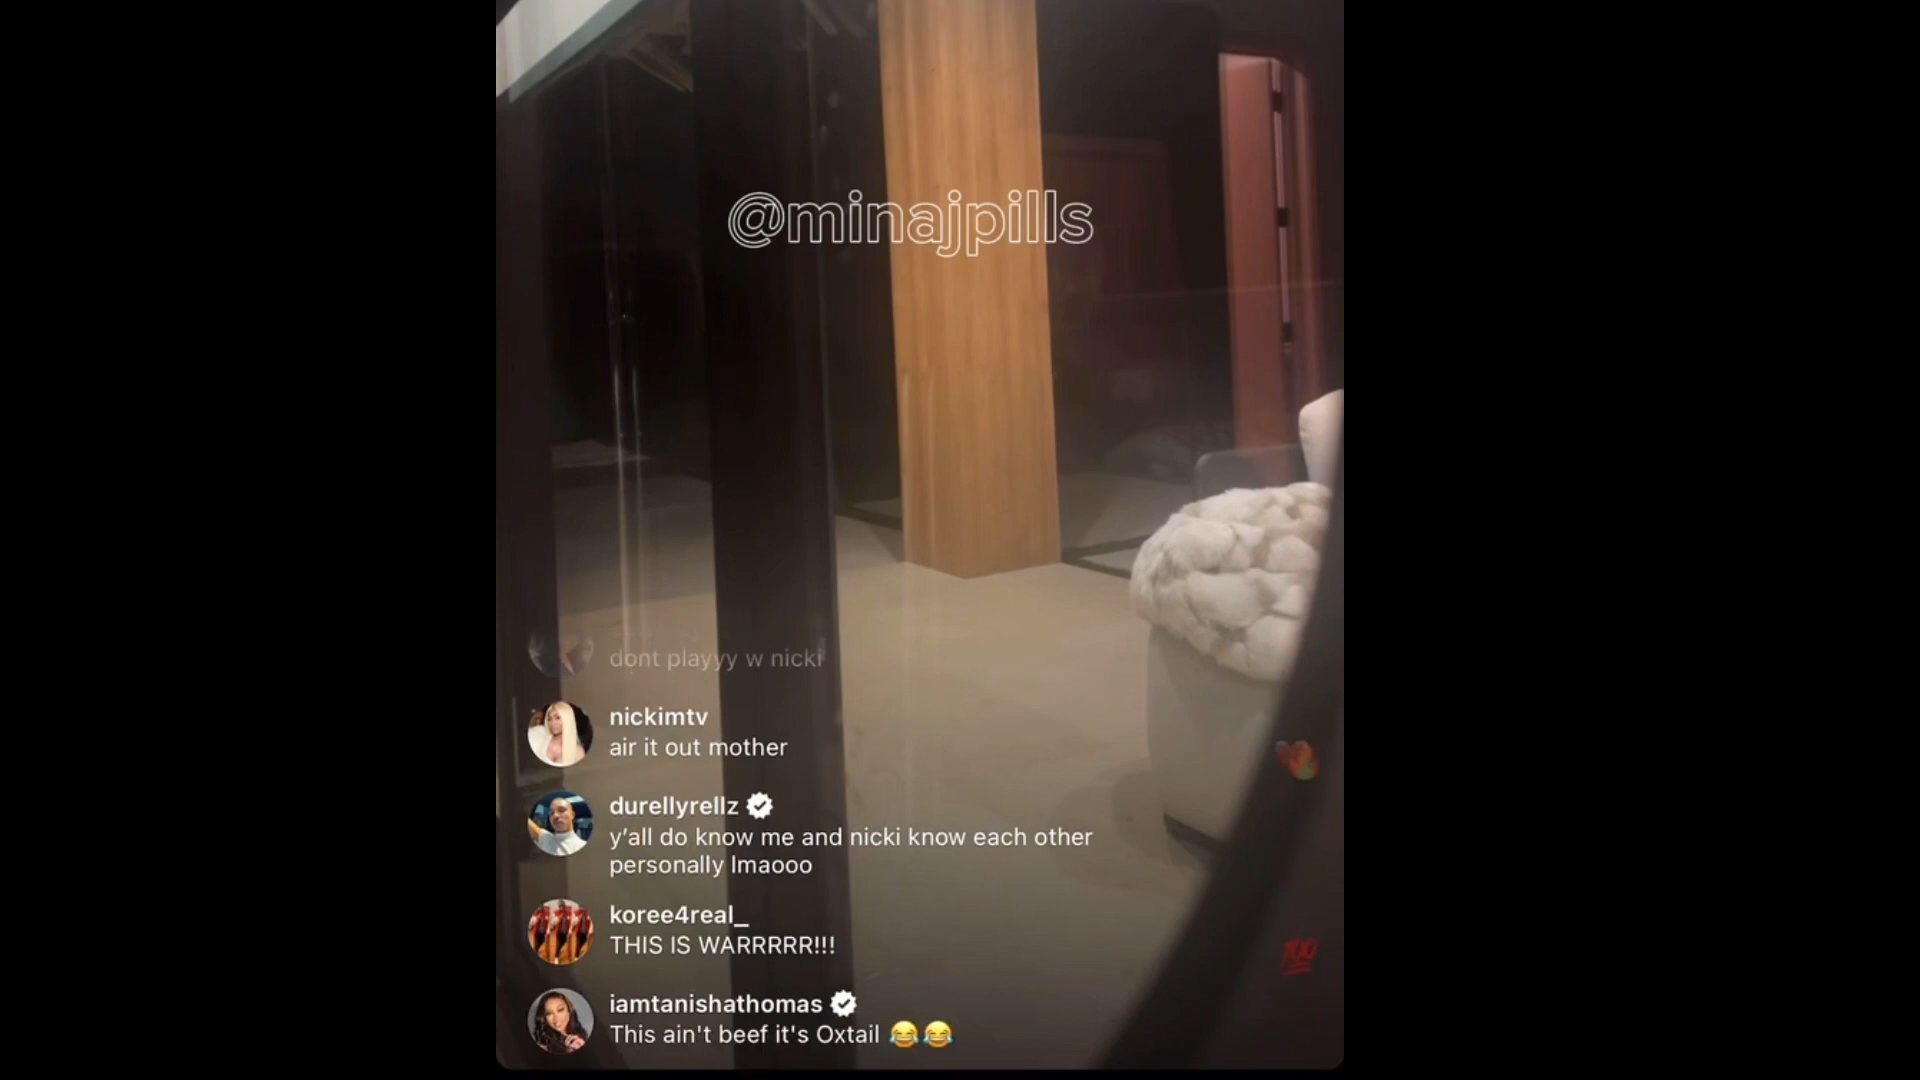 @minajpills
dont playyy w nicki
nickimtv
air it out mother
durellyrellz
y’all do know me and nicki know each other
personally lmaooo
koree4real_
THIS IS WARRRRR!!!
iamtanishathomas
This ain't beef it's Oxtail 😂😂
💯